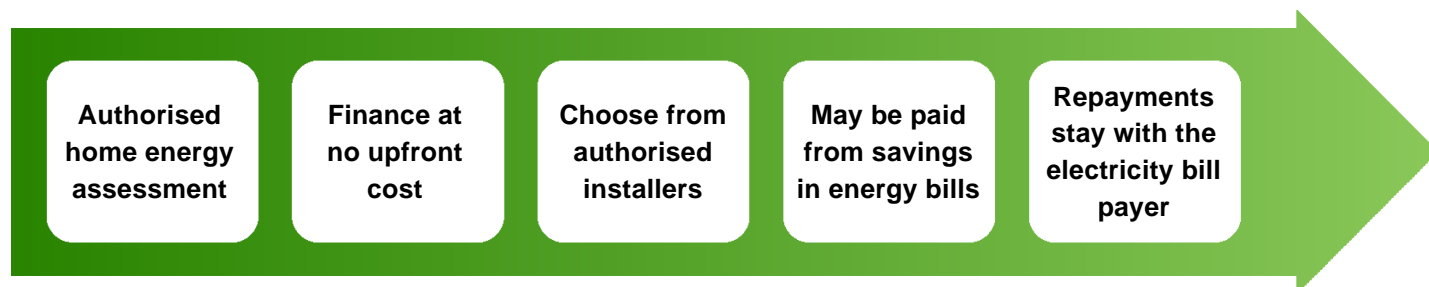 Authorised
home energy
assessment
Finance at
no upfront
cost
Choose from
authorised
installers
May be paid
from savings
in energy bills
Repayments
stay with the
electricity bill
payer